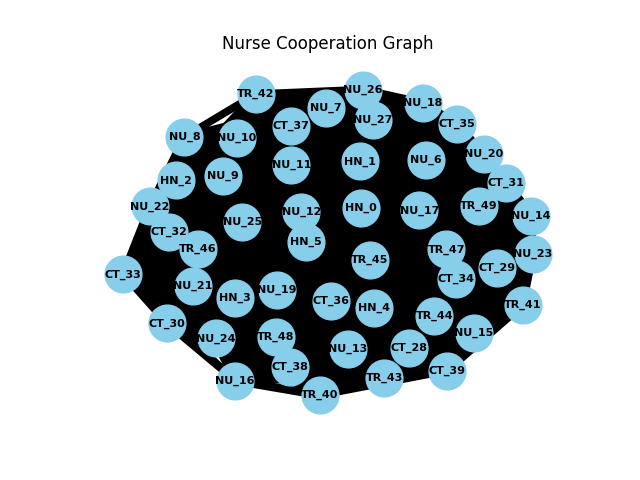 Nurse Cooperation Graph
NU_26
TR_42
NU_18
NU_7
NU_27
CT_35
CT_37
NU_8
NU_10
NU_20
NU_6
HN_1
NU_11
NU_9
HN_2
CT_31
NU_22
TR_49
HN_0
NU_17
NU_12
NU_14
NU_25
CT_32
HN_5
TR_46
TR_47
NU_23
TR_45
CT_29
CT_33
CT_34
NU_21
NU_19
HN_3
CT_36
TR_41
HN_4
TR_44
CT_30
NU_15
TR_48
NU_24
CT_28
NU_13
CT_38
CT_39
TR_43
NU_16
TR_40